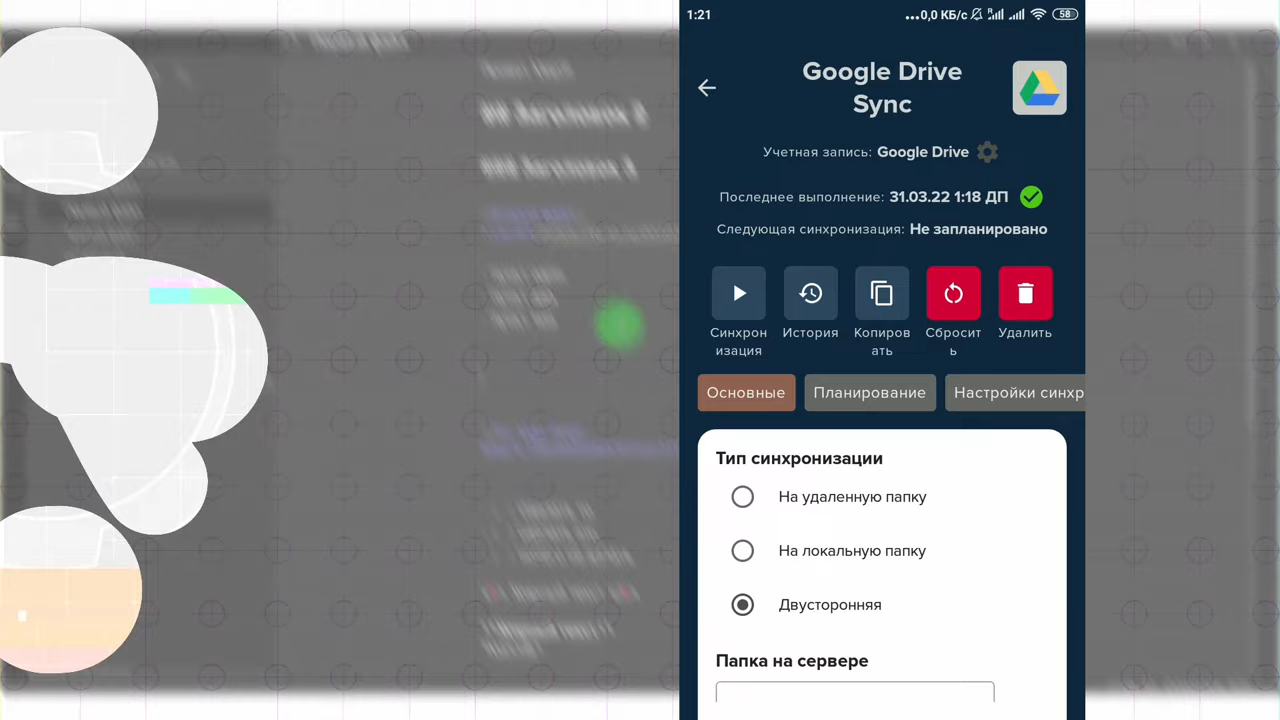 1:21
...0,0 КБ/с
R
58
Google Drive
Sync
Учетная запись: Google Drive
Последнее выполнение: 31.03.22 1:18 ДП
Следующая синхронизация: Не запланировано
Синхрон
изация
История
Копиров
ать
Сбросит
ь
Удалить
Основные
Планирование
Настройки синхр
Тип синхронизации
На удаленную папку
На локальную папку
Двусторонняя
Папка на сервере